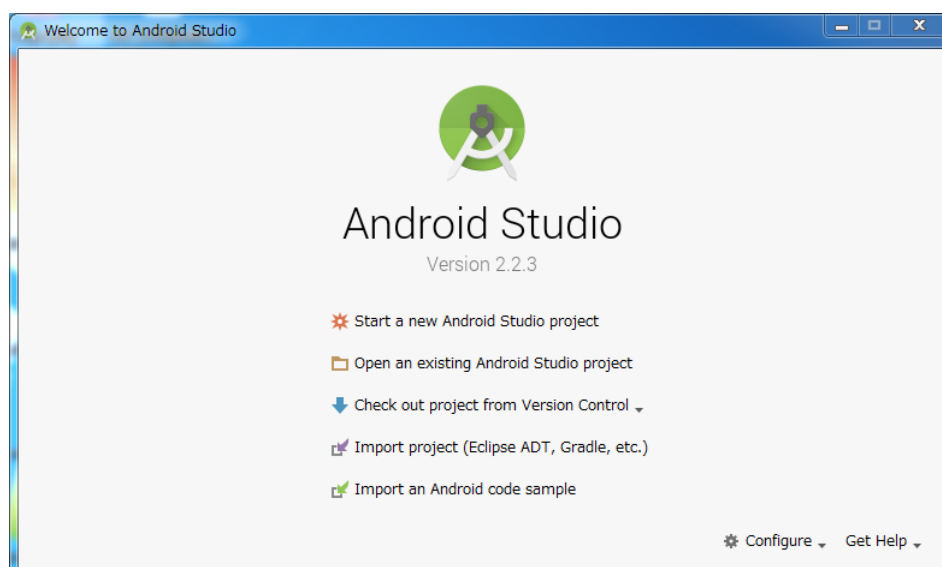 Welcome to Android Studio
Android Studio
Version 2.2.3
Start a new Android Studio project
Open an existing Android Studio project
Check out project from Version Control
Import project (Eclipse ADT, Gradle, etc.)
Import an Android code sample
Configure Get Help